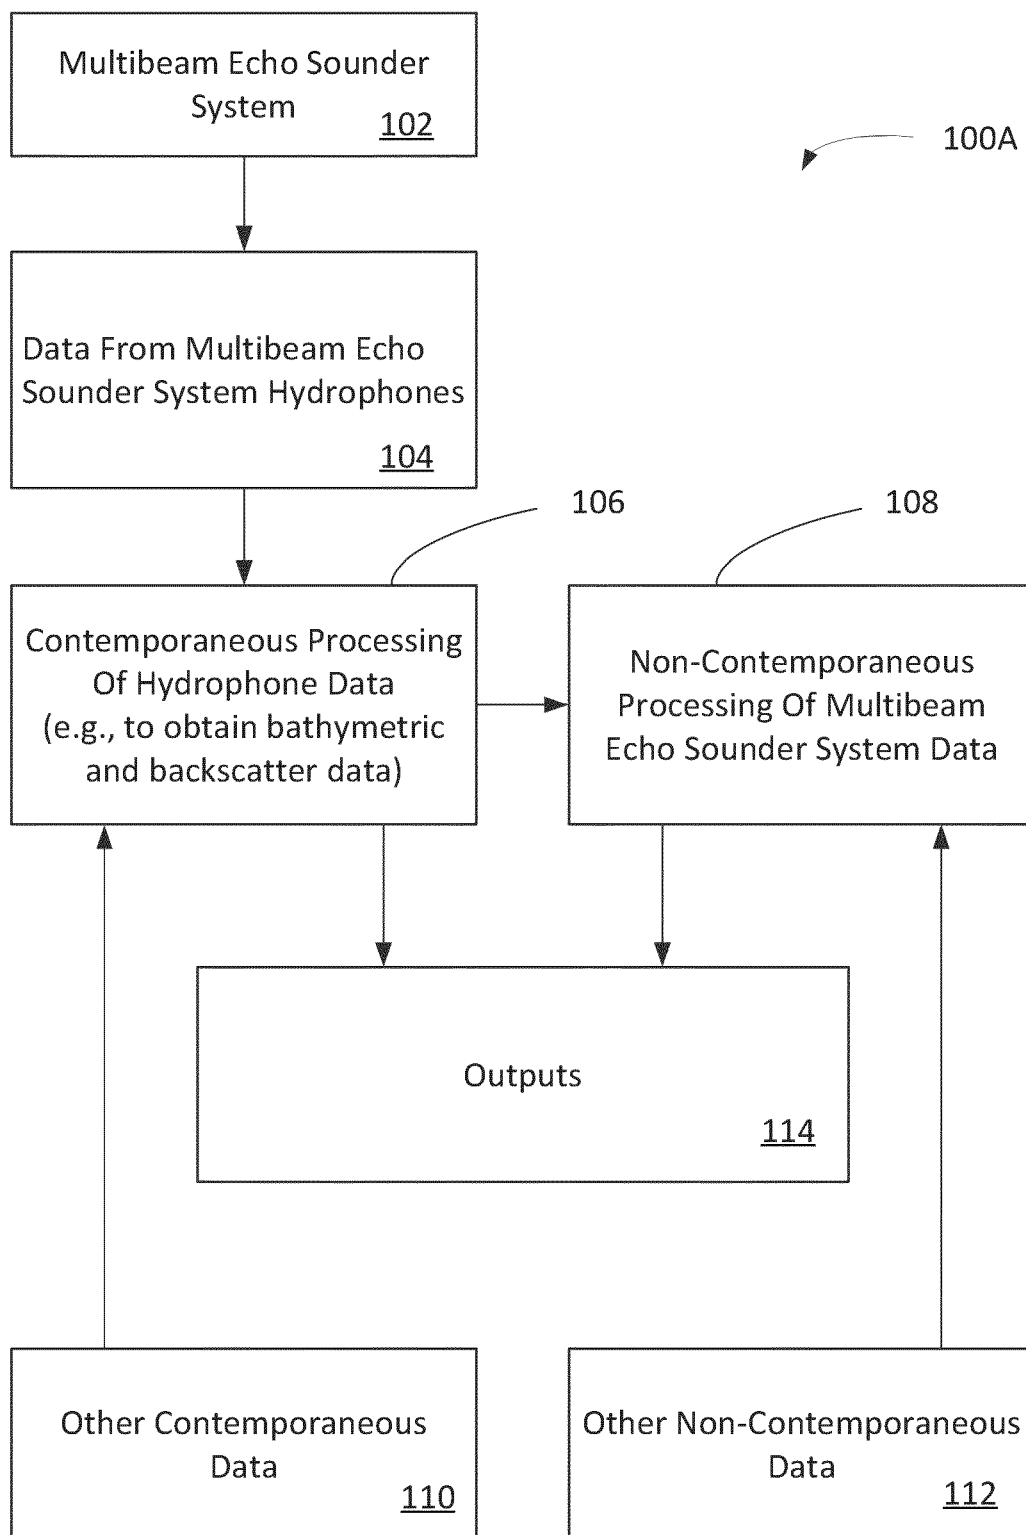 Multibeam Echo Sounder
System
102
100A
Data From Multibeam Echo
Sounder System Hydrophones
104
106
108
Contemporaneous Processing
Of Hydrophone Data
(e.g., to obtain bathymetric
and backscatter data)
Non-Contemporaneous
Processing Of Multibeam
Echo Sounder System Data
Outputs
114
Other Contemporaneous
Data
110
Other Non-Contemporaneous
Data
112